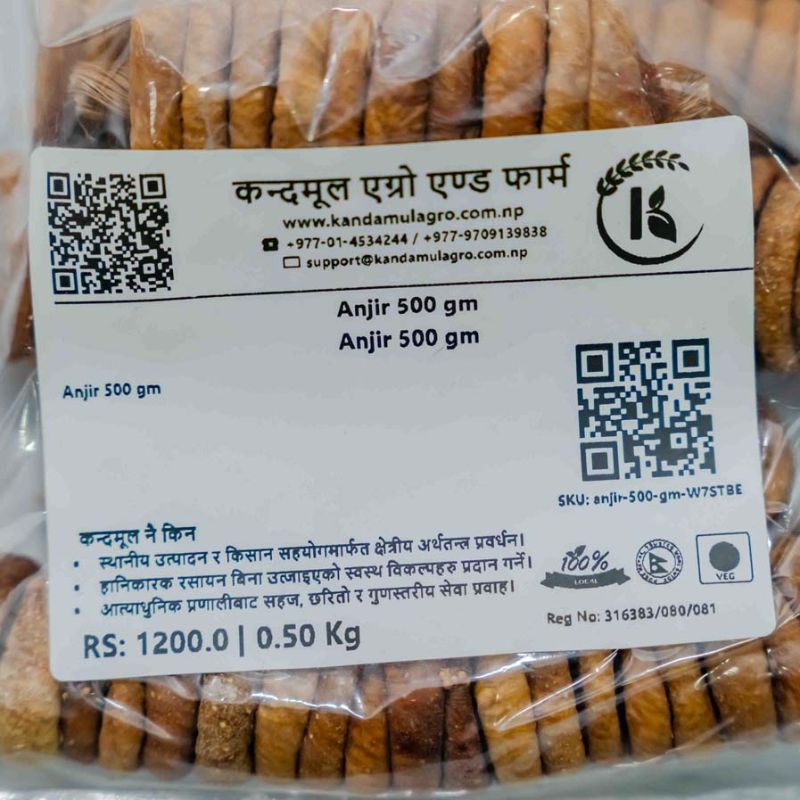 कन्दमूल एग्रो एण्ड फार्म
www.kandamulagro.com.np
+977-01-4534244 / +977-9709139838
support@kandamulagro.com.np
K
Anjir 500 gm
Anjir 500 gm
Anjir 500 gm
SKU: anjir-500-gm-W7STBE
कन्दमूल नै किन
• स्थानीय उत्पादन र किसान सहयोगमार्फत क्षेत्रीय अर्थतन्त्र प्रवर्धन।
• हानिकारक रसायन बिना उत्जाइएको स्वस्थ विकल्पहरु प्रदान गर्ने।
• आत्याधुनिक प्रणालीबाट सहज, छरितो र गुणस्तरीय सेवा प्रवाह।
100%
LOCAL
VEG
Reg No: 316383/080/081
RS: 1200.0 | 0.50 Kg